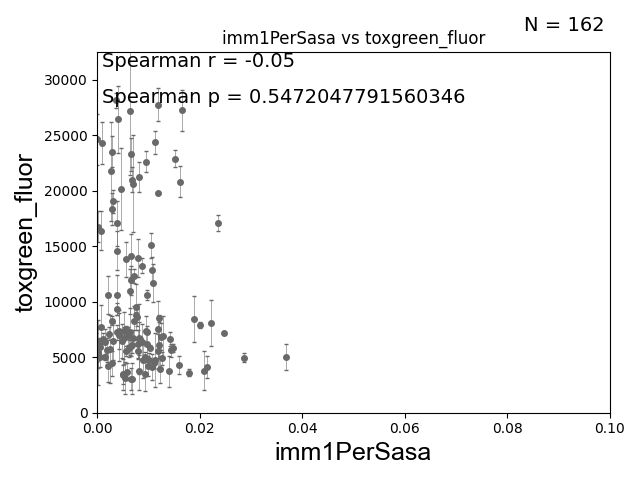 N = 162
imm1PerSasa vs toxgreen_fluor
Spearman r = -0.05
Spearman p = 0.5472047791560346
toxgreen_fluor
30000
25000
20000
15000
10000
5000
0
0.00 0.02 0.04 0.06 0.08 0.10
imm1PerSasa